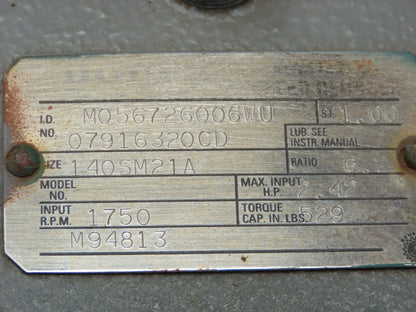 I.D. NO. M056726006WU S.F. 1.00
07916320CD LUB. SEE INSTR. MANUAL
SIZE 140SM21A RATIO
MODEL NO. MAX. INPUT H.P.
INPUT R.P.M. 1750 TORQUE CAP. IN. LBS. 529
M94813